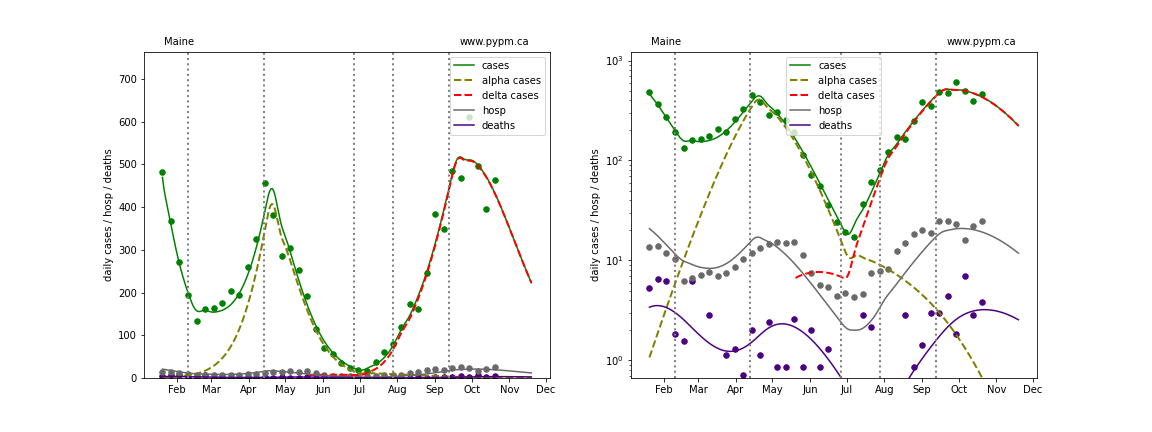 Maine www.pypm.ca
daily cases / hosp / deaths
700
600
500
400
300
200
100
0
cases
alpha cases
delta cases
hosp
deaths
Feb Mar Apr May Jun Jul Aug Sep Oct Nov Dec
Maine www.pypm.ca
daily cases / hosp / deaths
10³
10²
10¹
10⁰
cases
alpha cases
delta cases
hosp
deaths
Feb Mar Apr May Jun Jul Aug Sep Oct Nov Dec